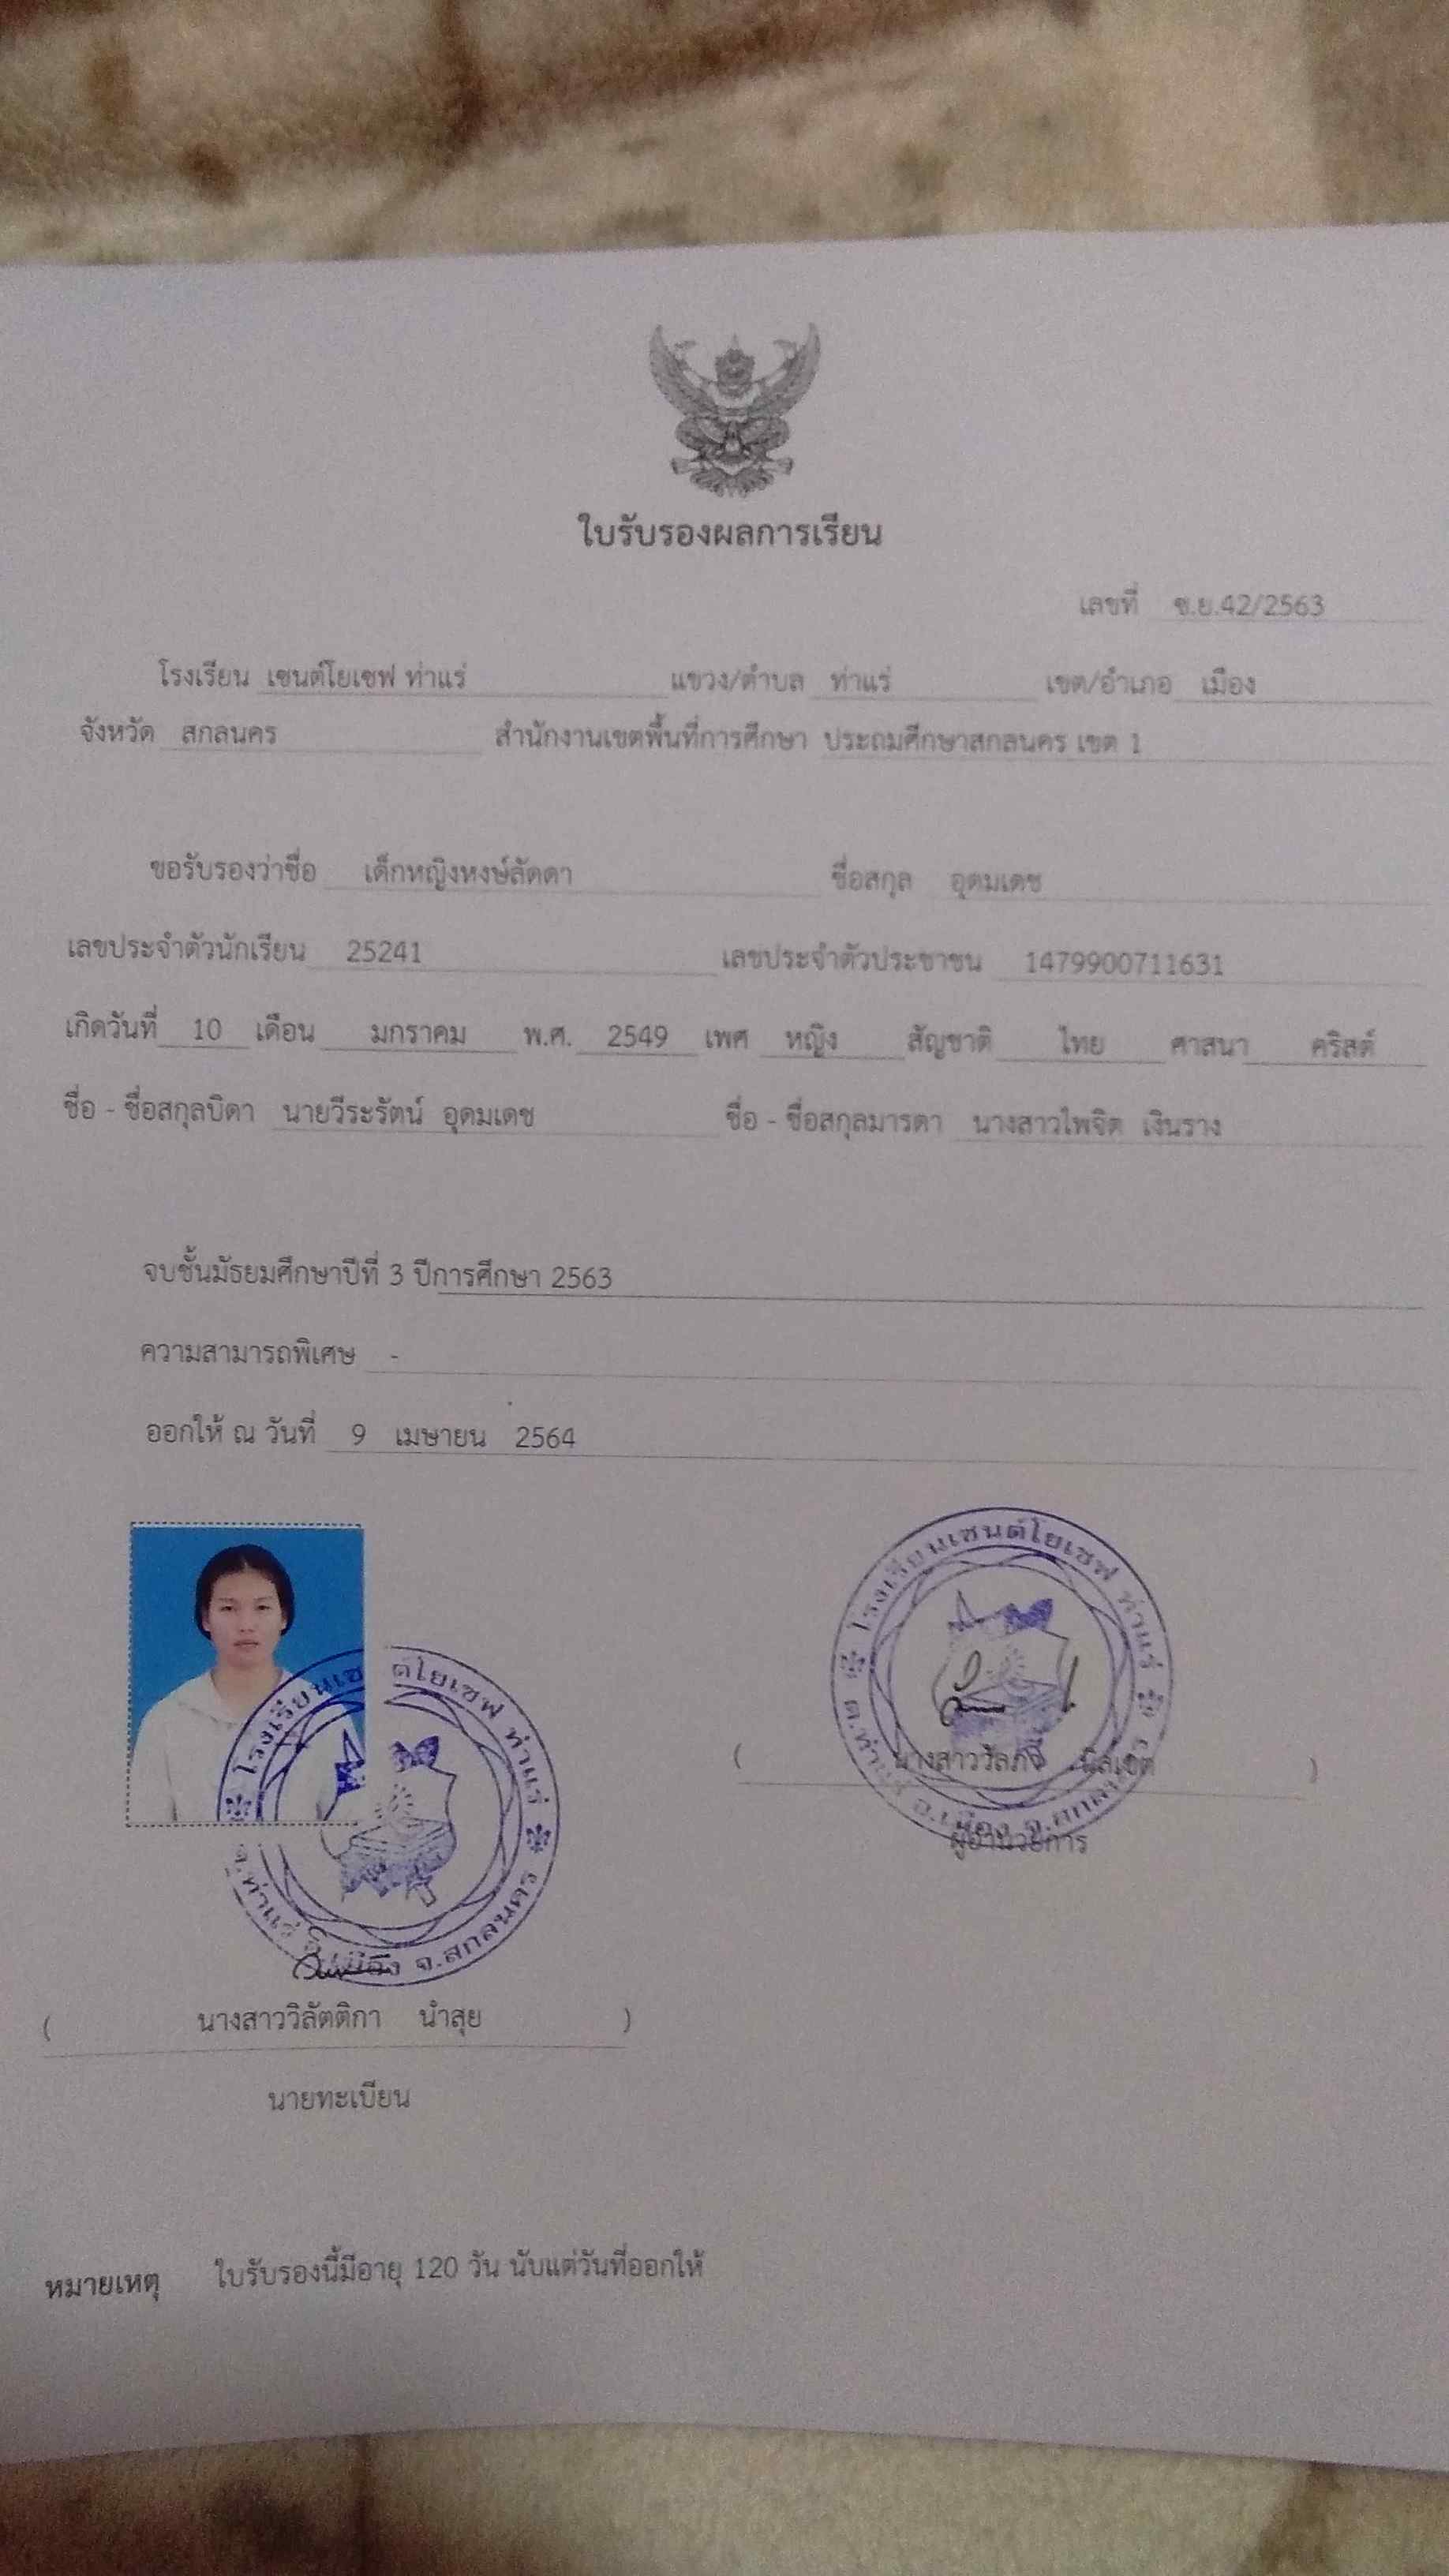 ใบรับรองผลการเรียน
เลขที่ ซ.ย.42/2563
โรงเรียน เซนต์โยเซฟ ท่าแร่ แขวง/ตำบล ท่าแร่ เขต/อำเภอ เมือง
จังหวัด สกลนคร สำนักงานเขตพื้นที่การศึกษา ประถมศึกษาสกลนคร เขต 1
ขอรับรองว่าชื่อ เด็กหญิงหงษ์ลัดดา ชื่อสกุล อุดมเดช
เลขประจำตัวนักเรียน 25241 เลขประจำตัวประชาชน 1479900711631
เกิดวันที่ 10 เดือน มกราคม พ.ศ. 2549 เพศ หญิง สัญชาติ ไทย ศาสนา คริสต์
ชื่อ - ชื่อสกุลบิดา นายวีระรัตน์ อุดมเดช ชื่อ - ชื่อสกุลมารดา นางสาวไพจิต เงินราง
จบชั้นมัธยมศึกษาปีที่ 3 ปีการศึกษา 2563
ความสามารถพิเศษ -
ออกให้ ณ วันที่ 9 เมษายน 2564
โรงเรียนเซนต์โยเซฟ ท่าแร่
ต.ท่าแร่ อ.เมือง จ.สกลนคร
( นางสาว )
ผู้อำนวยการ
โรงเรียนเซนต์โยเซฟ ท่าแร่
ต.ท่าแร่ อ.เมือง จ.สกลนคร
( นางสาววิลัตติกา นำสุย )
นายทะเบียน
หมายเหตุ ใบรับรองนี้มีอายุ 120 วัน นับแต่วันที่ออกให้